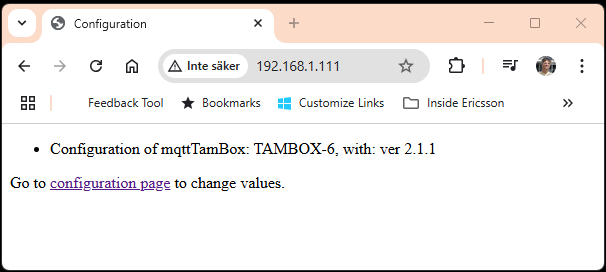 Configuration
Inte säker 192.168.1.111
Feedback Tool Bookmarks Customize Links Inside Ericsson
Configuration of mqttTamBox: TAMBOX-6, with: ver 2.1.1
Go to configuration page to change values.